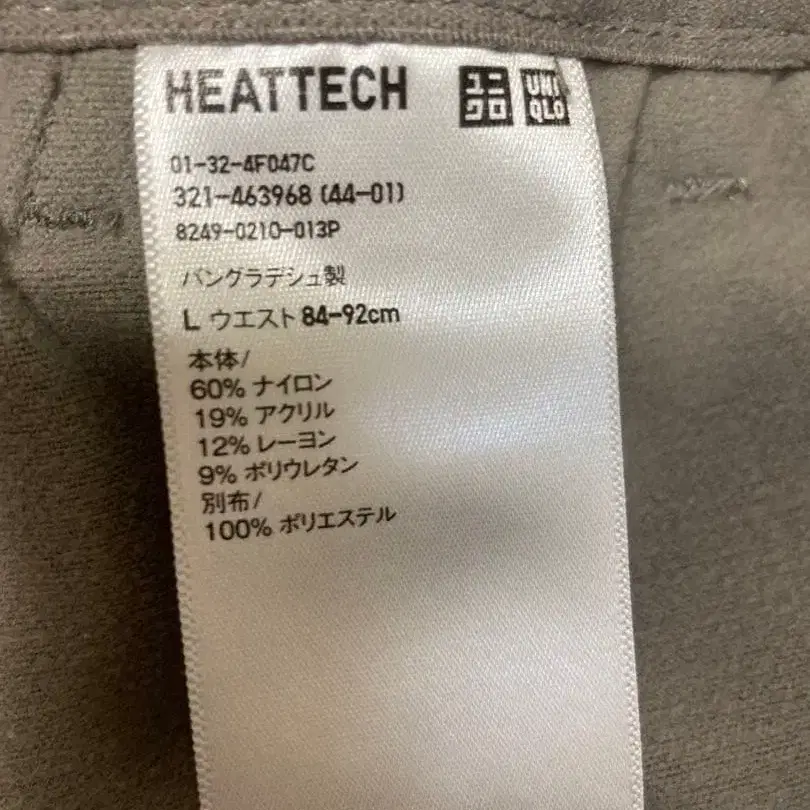 HEATTECH ユニクロ UNIQLO
01-32-4F047C
321-463968 (44-01)
8249-0210-013P
バングラデシュ製
L ウエスト 84-92cm
本体/
60% ナイロン
19% アクリル
12% レーヨン
9% ポリウレタン
別布/
100% ポリエステル